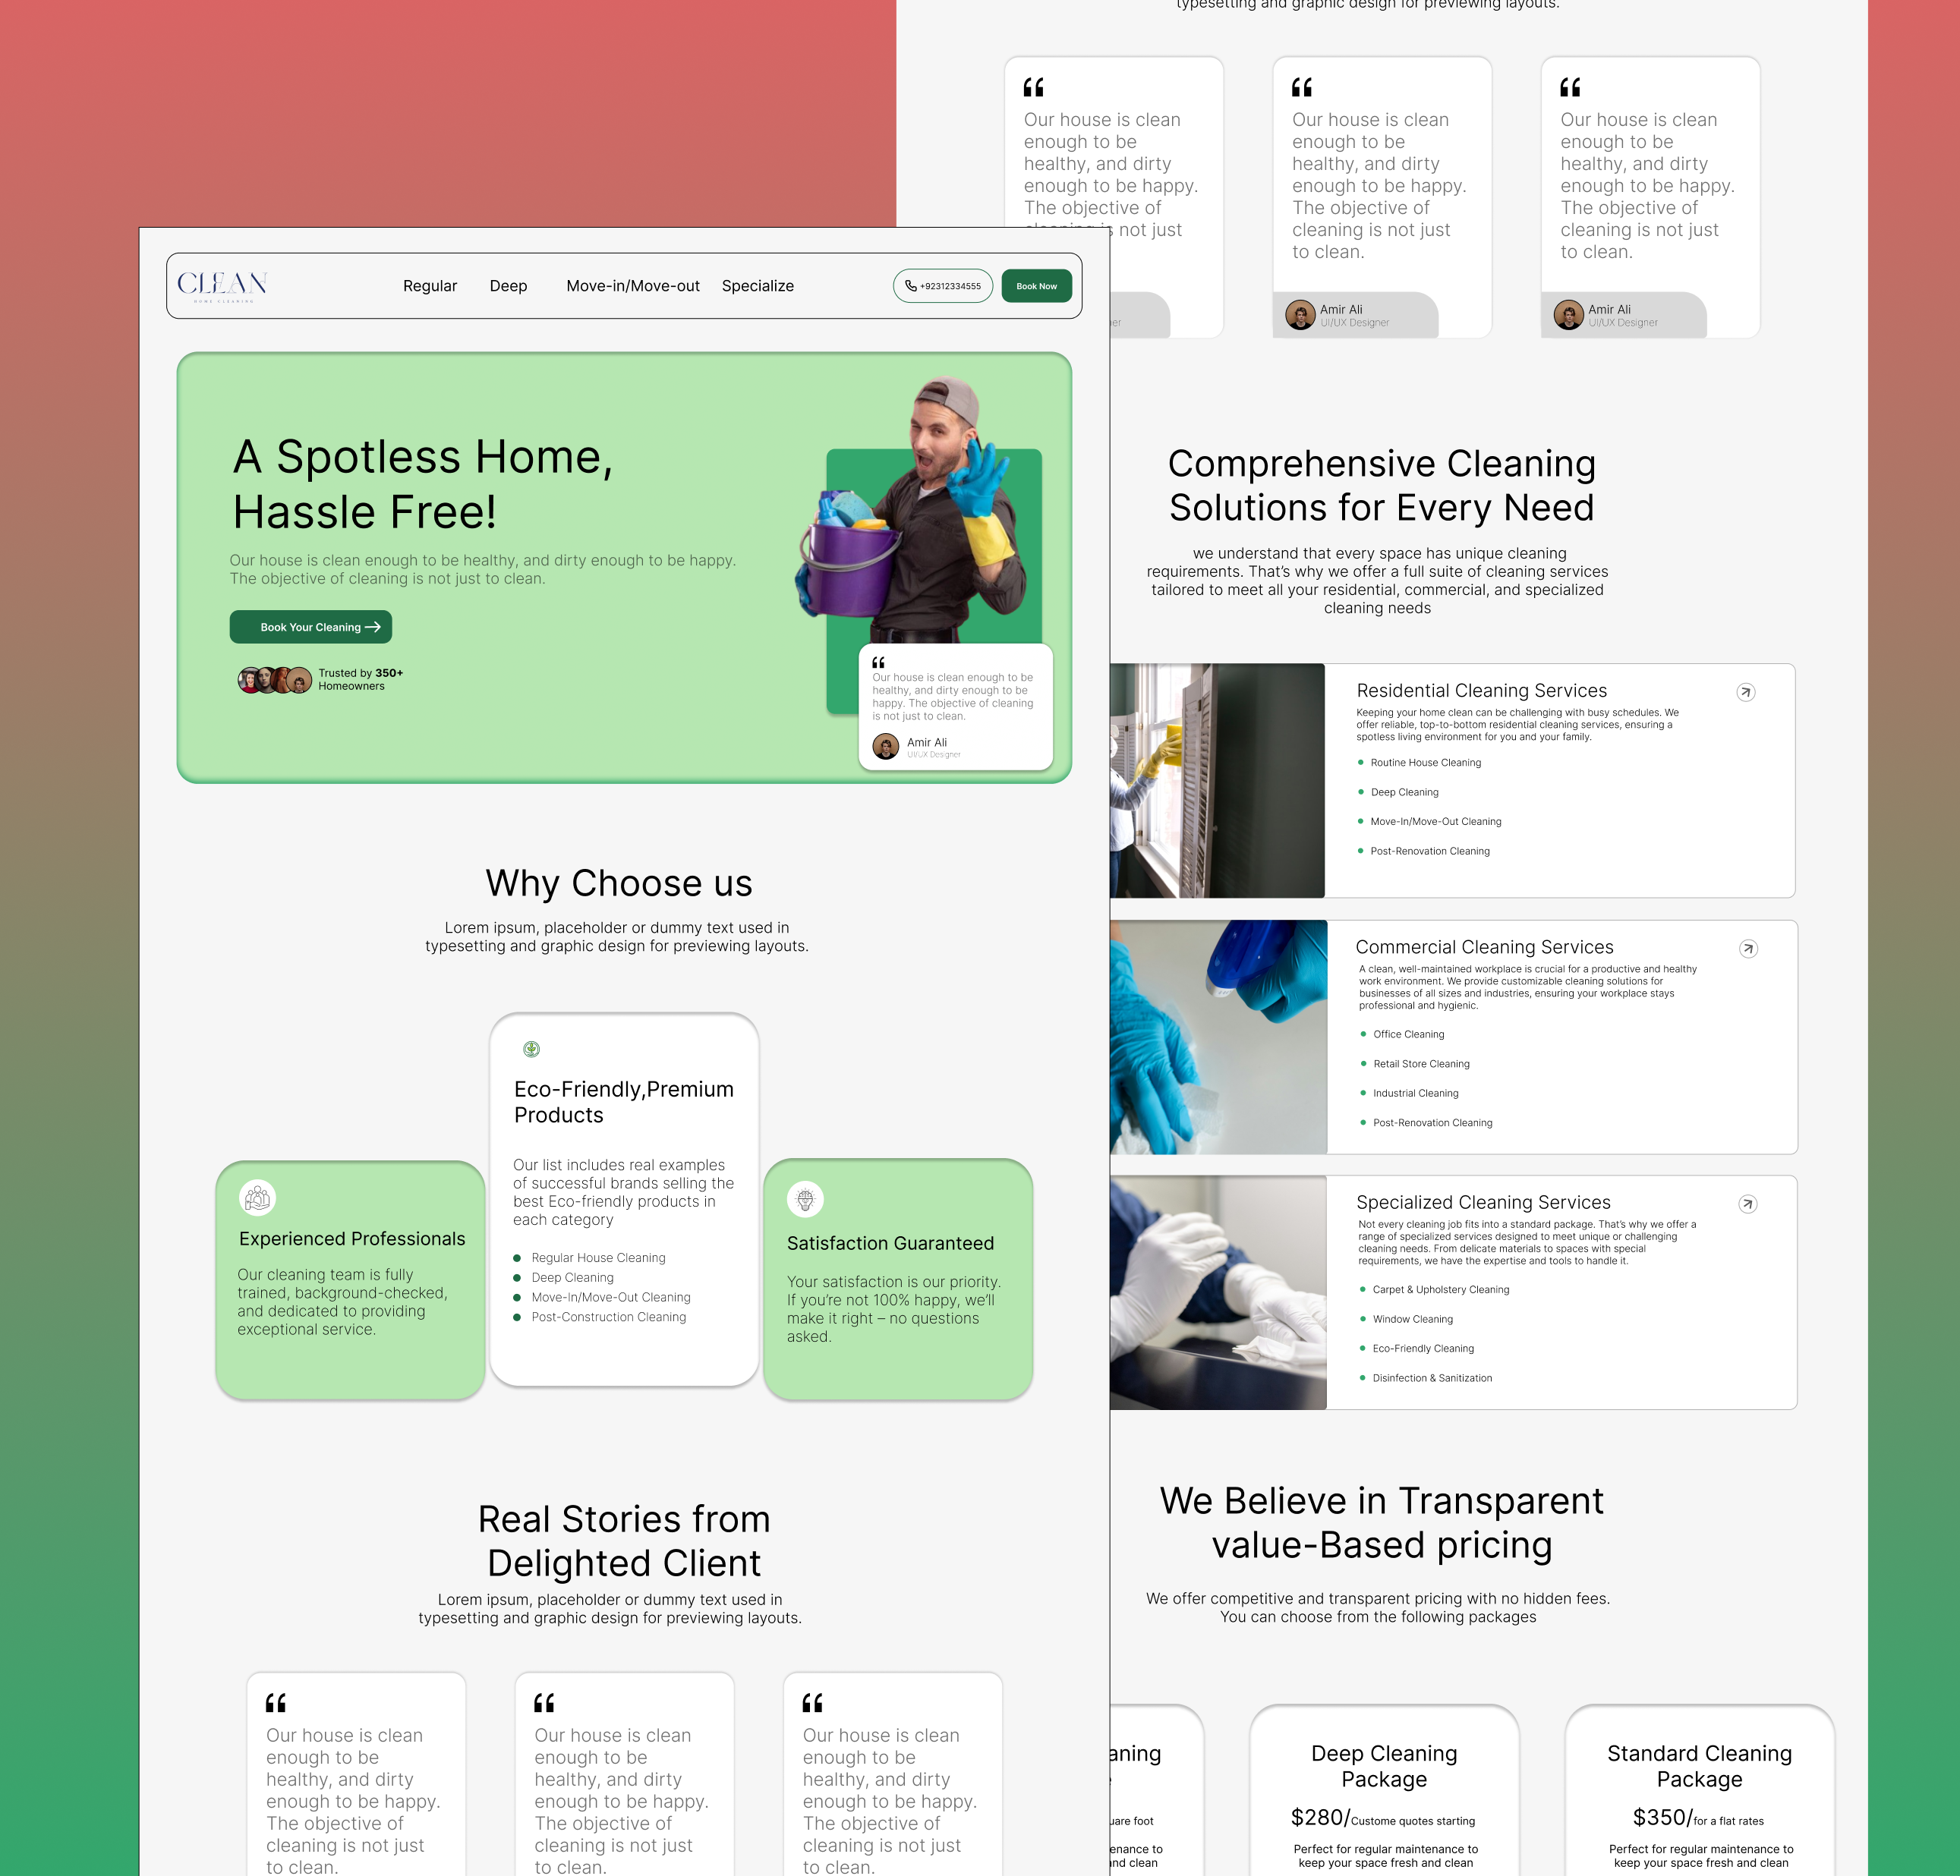 CLEAN
HOME CLEANING
Regular
Deep
Move-in/Move-out
Specialize
+92312334555
Book Now
A Spotless Home,
Hassle Free!
Our house is clean enough to be healthy, and dirty enough to be happy.
The objective of cleaning is not just to clean.
Book Your Cleaning
Trusted by 350+
Homeowners
Our house is clean enough to be
healthy, and dirty enough to be
happy. The objective of cleaning
is not just to clean.
Amir Ali
UI/UX Designer
Why Choose us
Lorem ipsum, placeholder or dummy text used in
typesetting and graphic design for previewing layouts.
Experienced Professionals
Our cleaning team is fully
trained, background-checked,
and dedicated to providing
exceptional service.
Eco-Friendly,Premium
Products
Our list includes real examples
of successful brands selling the
best Eco-friendly products in
each category
Regular House Cleaning
Deep Cleaning
Move-In/Move-Out Cleaning
Post-Construction Cleaning
Satisfaction Guaranteed
Your satisfaction is our priority.
If you’re not 100% happy, we’ll
make it right – no questions
asked.
Real Stories from
Delighted Client
Lorem ipsum, placeholder or dummy text used in
typesetting and graphic design for previewing layouts.
Our house is clean
enough to be
healthy, and dirty
enough to be happy.
The objective of
cleaning is not just
to clean.
Our house is clean
enough to be
healthy, and dirty
enough to be happy.
The objective of
cleaning is not just
to clean.
Our house is clean
enough to be
healthy, and dirty
enough to be happy.
The objective of
cleaning is not just
to clean.
typesetting and graphic design for previewing layouts.
Our house is clean
enough to be
healthy, and dirty
enough to be happy.
The objective of
cleaning is not just
Our house is clean
enough to be
healthy, and dirty
enough to be happy.
The objective of
cleaning is not just
to clean.
Amir Ali
UI/UX Designer
Our house is clean
enough to be
healthy, and dirty
enough to be happy.
The objective of
cleaning is not just
to clean.
Amir Ali
UI/UX Designer
Comprehensive Cleaning
Solutions for Every Need
we understand that every space has unique cleaning
requirements. That’s why we offer a full suite of cleaning services
tailored to meet all your residential, commercial, and specialized
cleaning needs
Residential Cleaning Services
Keeping your home clean can be challenging with busy schedules. We
offer reliable, top-to-bottom residential cleaning services, ensuring a
spotless living environment for you and your family.
Routine House Cleaning
Deep Cleaning
Move-In/Move-Out Cleaning
Post-Renovation Cleaning
Commercial Cleaning Services
A clean, well-maintained workplace is crucial for a productive and healthy
work environment. We provide customizable cleaning solutions for
businesses of all sizes and industries, ensuring your workplace stays
professional and hygienic.
Office Cleaning
Retail Store Cleaning
Industrial Cleaning
Post-Renovation Cleaning
Specialized Cleaning Services
Not every cleaning job fits into a standard package. That’s why we offer a
range of specialized services designed to meet unique or challenging
cleaning needs. From delicate materials to spaces with special
requirements, we have the expertise and tools to handle it.
Carpet & Upholstery Cleaning
Window Cleaning
Eco-Friendly Cleaning
Disinfection & Sanitization
We Believe in Transparent
value-Based pricing
We offer competitive and transparent pricing with no hidden fees.
You can choose from the following packages
foot
to
clean
Deep Cleaning
Package
$280/Custome quotes starting
Perfect for regular maintenance to
keep your space fresh and clean
Standard Cleaning
Package
$350/for a flat rates
Perfect for regular maintenance to
keep your space fresh and clean